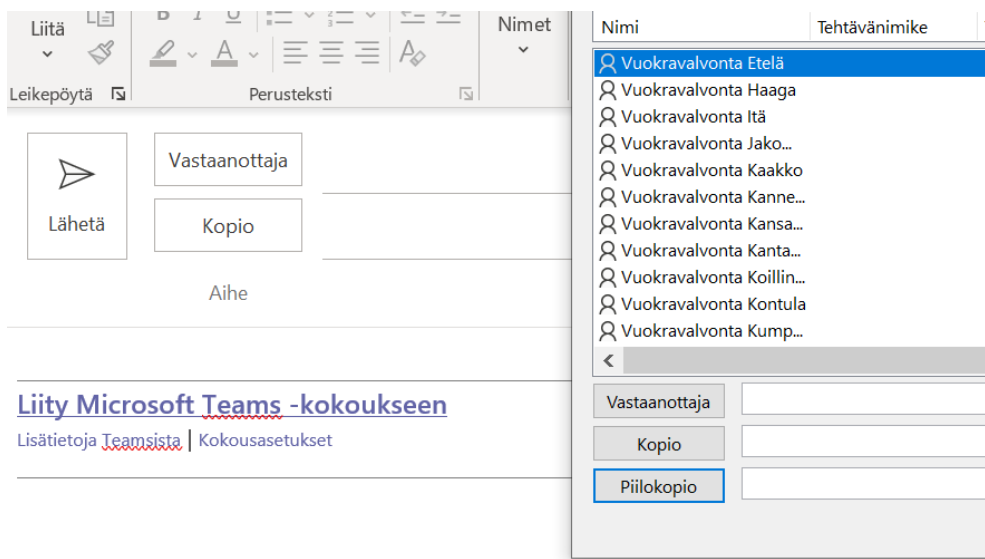 B I U
Liitä
Nimet
Leikepöytä
Perusteksti
Lähetä
Vastaanottaja
Kopio
Aihe
Liity Microsoft Teams -kokoukseen
Lisätietoja Teamsista | Kokousasetukset
Nimi Tehtävänimike
Vuokravalvonta Etelä
Vuokravalvonta Haaga
Vuokravalvonta Itä
Vuokravalvonta Jako...
Vuokravalvonta Kaakko
Vuokravalvonta Kanne...
Vuokravalvonta Kansa...
Vuokravalvonta Kanta...
Vuokravalvonta Koillin...
Vuokravalvonta Kontula
Vuokravalvonta Kump...
Vastaanottaja
Kopio
Piilokopio